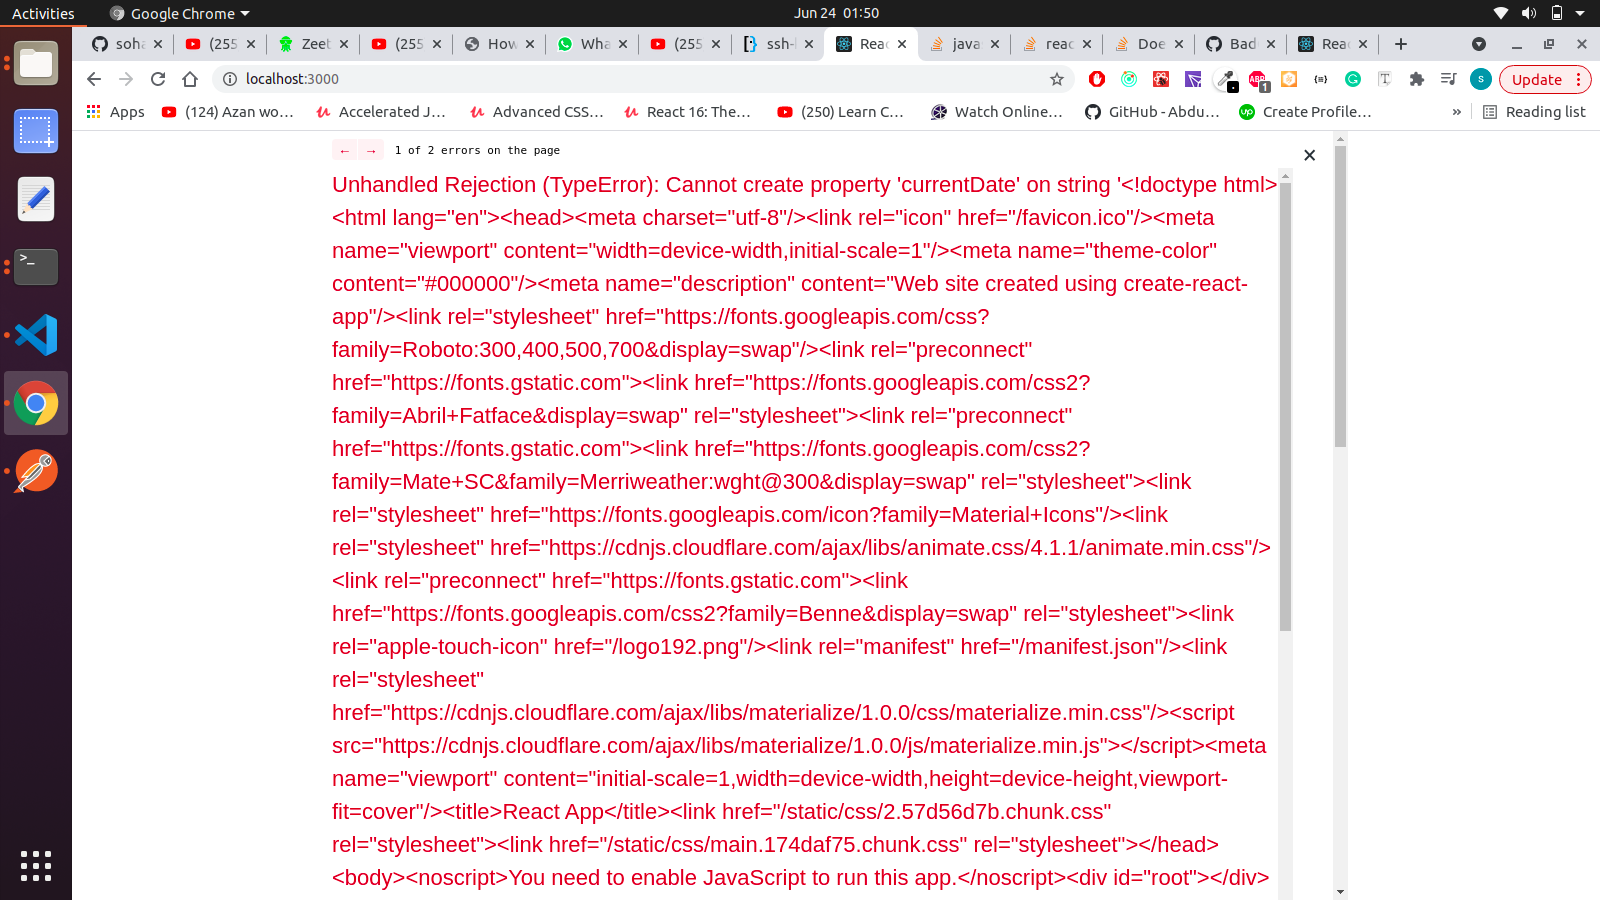 Activities
Google Chrome
Jun 24 01:50
soha
(255
Zeet
(255
How
Wha
(255
ssh-
Reac
java
reac
Doe
Bad
Reac
localhost:3000
ABP
1
S
Update
Apps
(124) Azan wo...
Accelerated J...
Advanced CSS...
React 16: The...
(250) Learn C...
Watch Online...
GitHub - Abdu...
up
Create Profile...
»
Reading list
← → 1 of 2 errors on the page
Unhandled Rejection (TypeError): Cannot create property 'currentDate' on string '<!doctype html>
<html lang="en"><head><meta charset="utf-8"/><link rel="icon" href="/favicon.ico"/><meta
name="viewport" content="width=device-width,initial-scale=1"/><meta name="theme-color"
content="#000000"/><meta name="description" content="Web site created using create-react-
app"/><link rel="stylesheet" href="https://fonts.googleapis.com/css?
family=Roboto:300,400,500,700&display=swap"/><link rel="preconnect"
href="https://fonts.gstatic.com"><link href="https://fonts.googleapis.com/css2?
family=Abril+Fatface&display=swap" rel="stylesheet"><link rel="preconnect"
href="https://fonts.gstatic.com"><link href="https://fonts.googleapis.com/css2?
family=Mate+SC&family=Merriweather:wght@300&display=swap" rel="stylesheet"><link
rel="stylesheet" href="https://fonts.googleapis.com/icon?family=Material+Icons"/><link
rel="stylesheet" href="https://cdnjs.cloudflare.com/ajax/libs/animate.css/4.1.1/animate.min.css"/>
<link rel="preconnect" href="https://fonts.gstatic.com"><link
href="https://fonts.googleapis.com/css2?family=Benne&display=swap" rel="stylesheet"><link
rel="apple-touch-icon" href="/logo192.png"/><link rel="manifest" href="/manifest.json"/><link
rel="stylesheet"
href="https://cdnjs.cloudflare.com/ajax/libs/materialize/1.0.0/css/materialize.min.css"/><script
src="https://cdnjs.cloudflare.com/ajax/libs/materialize/1.0.0/js/materialize.min.js"></script><meta
name="viewport" content="initial-scale=1,width=device-width,height=device-height,viewport-
fit=cover"/><title>React App</title><link href="/static/css/2.57d56d7b.chunk.css"
rel="stylesheet"><link href="/static/css/main.174daf75.chunk.css" rel="stylesheet"></head>
<body><noscript>You need to enable JavaScript to run this app.</noscript><div id="root"></div>